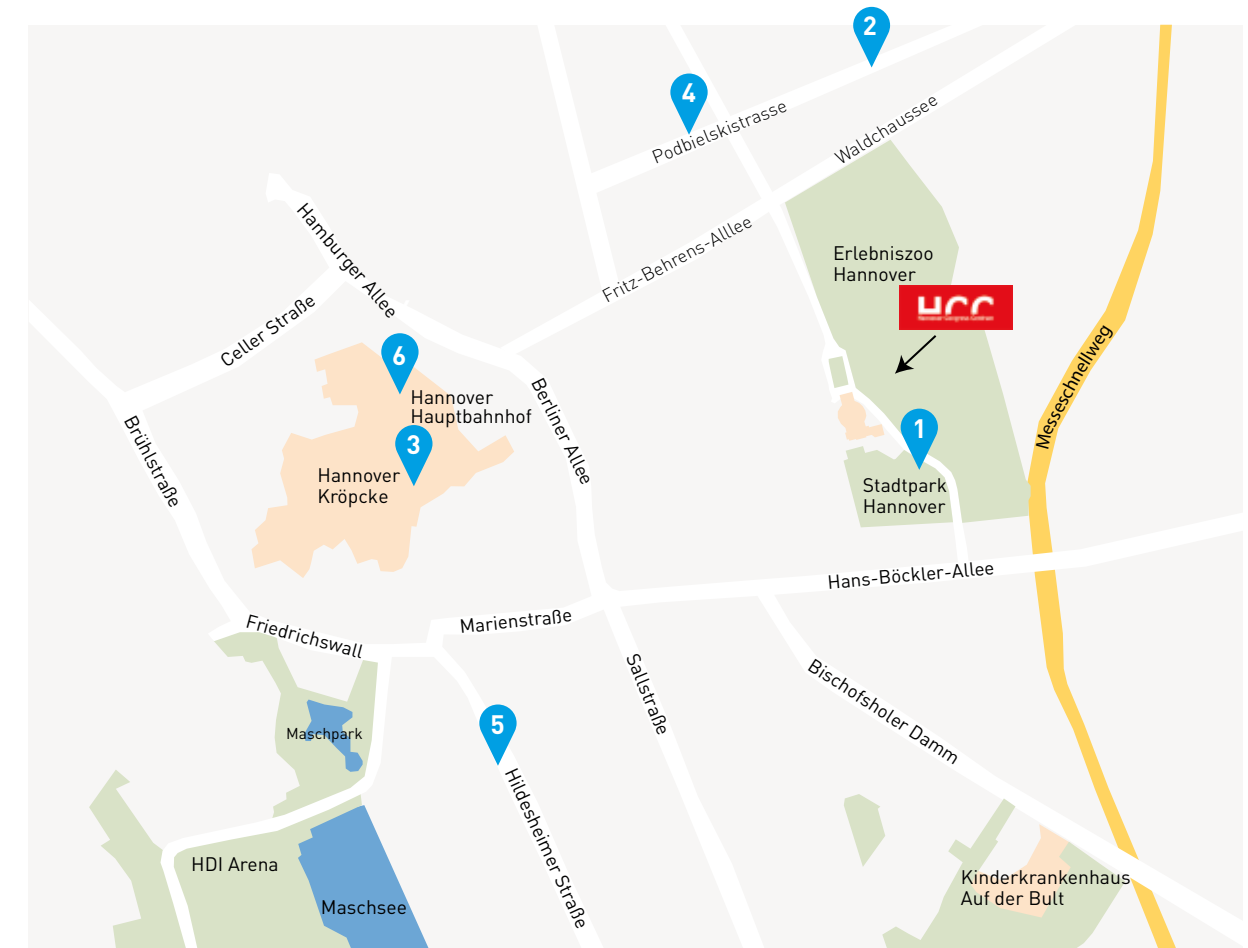 2
4
Podbielskistrasse
Waldchaussee
Hamburger Allee
Fritz-Behrens-Alllee
Erlebniszoo
Hannover
HCC
Celler Straße
6
Hannover
Hauptbahnhof
Messeschnellweg
Berliner Allee
1
3
Brühlstraße
Hannover
Kröpcke
Stadtpark
Hannover
Hans-Böckler-Allee
Marienstraße
Friedrichswall
Sallstraße
Bischofsholer Damm
5
Maschpark
Hildesheimer Straße
HDI Arena
Maschsee
Kinderkrankenhaus
Auf der Bult